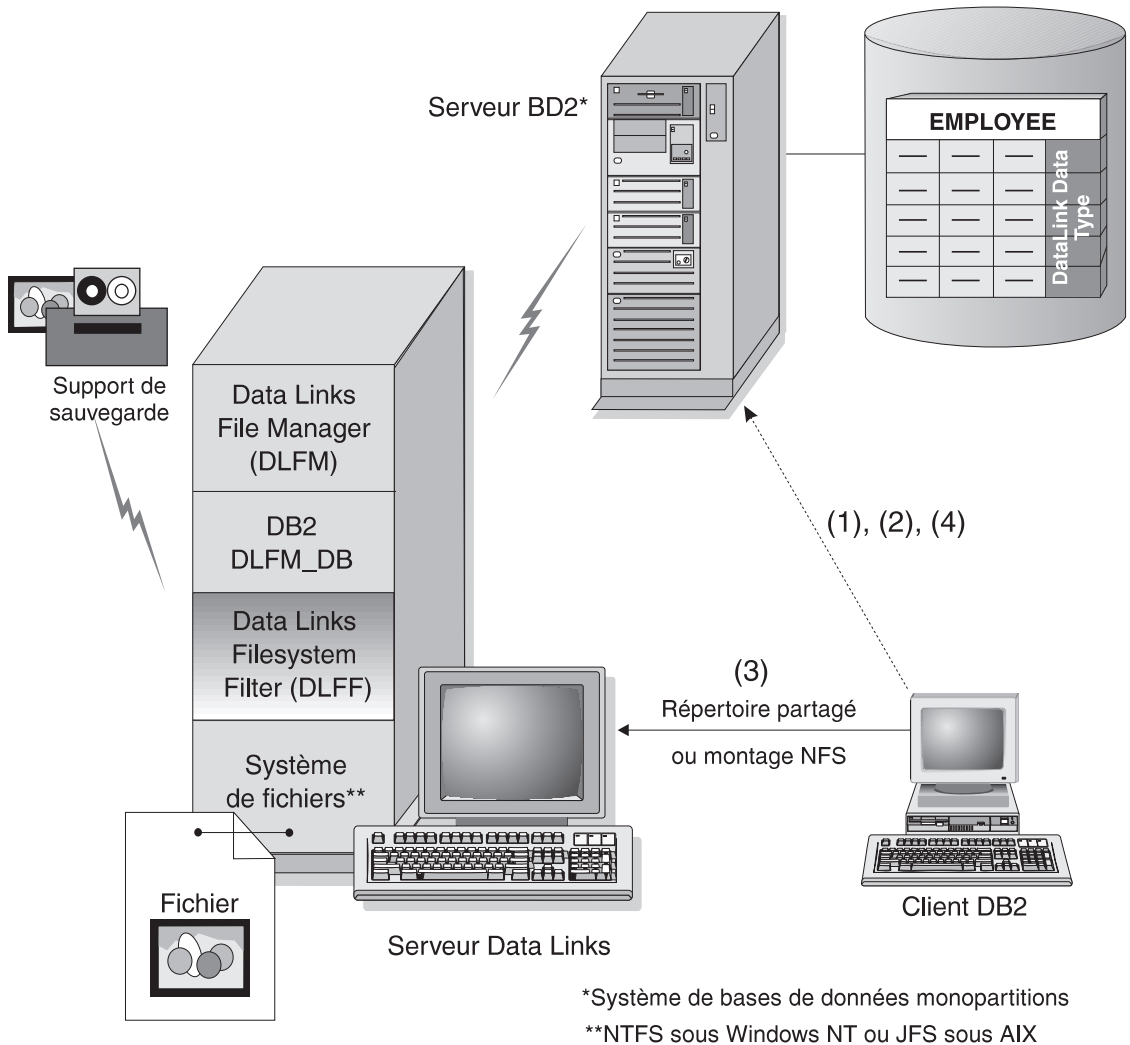 Serveur BD2*
EMPLOYEE
DataLink Data
Type
Support de
sauvegarde
Data Links
File Manager
(DLFM)
DB2
DLFM_DB
Data Links
Filesystem
Filter (DLFF)
Système
de fichiers**
Fichier
(1), (2), (4)
(3)
Répertoire partagé
ou montage NFS
Serveur Data Links
Client DB2
*Système de bases de données monopartitions
**NTFS sous Windows NT ou JFS sous AIX